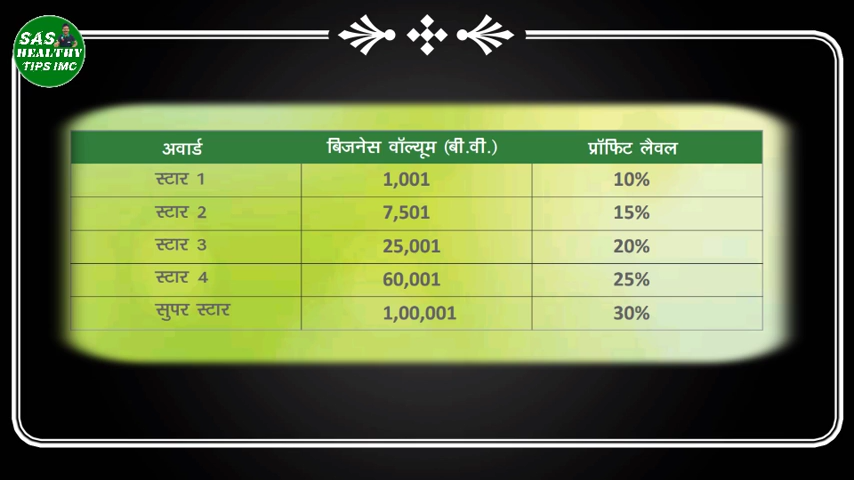 SAS
HEALTHY
TIPS IMC
अवार्ड बिजनेस वॉल्यूम (बी.वी.) प्रॉफिट लैवल
स्टार 1 1,001 10%
स्टार 2 7,501 15%
स्टार 3 25,001 20%
स्टार 4 60,001 25%
सुपर स्टार 1,00,001 30%